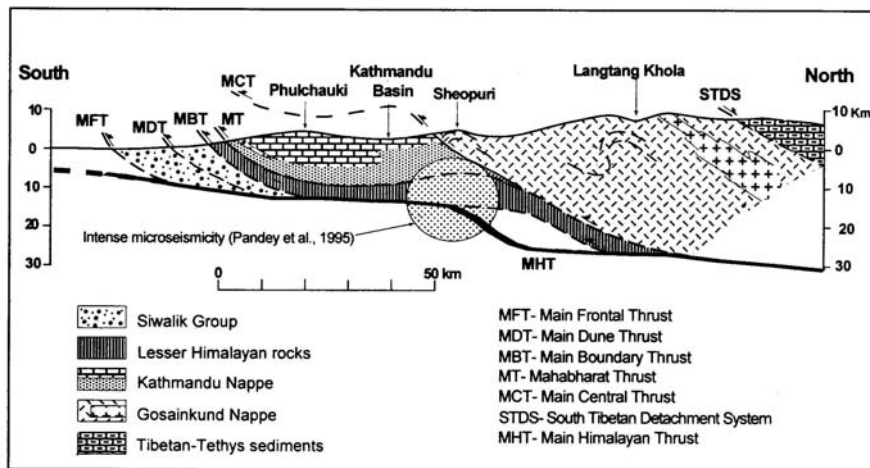 South
MCT
Phulchauki
Kathmandu
Basin
Sheopuri
Langtang Khola
North
STDS
MFT
MDT
MBT
MT
10
0
10
20
30
10 Km
0
10
20
30
Intense microseismicity (Pandey et al., 1995)
MHT
0
50 km
Siwalik Group
Lesser Himalayan rocks
Kathmandu Nappe
Gosainkund Nappe
Tibetan-Tethys sediments
MFT- Main Frontal Thrust
MDT- Main Dune Thrust
MBT- Main Boundary Thrust
MT- Mahabharat Thrust
MCT- Main Central Thrust
STDS- South Tibetan Detachment System
MHT- Main Himalayan Thrust